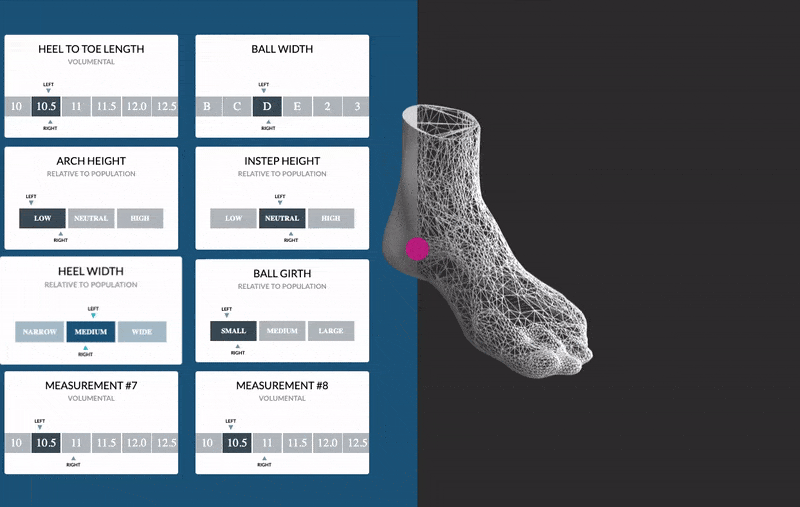 HEEL TO TOE LENGTH
VOLUMENTAL
LEFT
10 10.5 11 11.5 12.0 12.5
RIGHT
BALL WIDTH
LEFT
B C D E 2 3
RIGHT
ARCH HEIGHT
RELATIVE TO POPULATION
LEFT
LOW NEUTRAL HIGH
RIGHT
INSTEP HEIGHT
RELATIVE TO POPULATION
LEFT
LOW NEUTRAL HIGH
RIGHT
HEEL WIDTH
RELATIVE TO POPULATION
LEFT
NARROW MEDIUM WIDE
RIGHT
BALL GIRTH
RELATIVE TO POPULATION
LEFT
SMALL MEDIUM LARGE
RIGHT
MEASUREMENT #7
VOLUMENTAL
LEFT
10 10.5 11 11.5 12.0 12.5
RIGHT
MEASUREMENT #8
VOLUMENTAL
LEFT
10 10.5 11 11.5 12.0 12.5
RIGHT